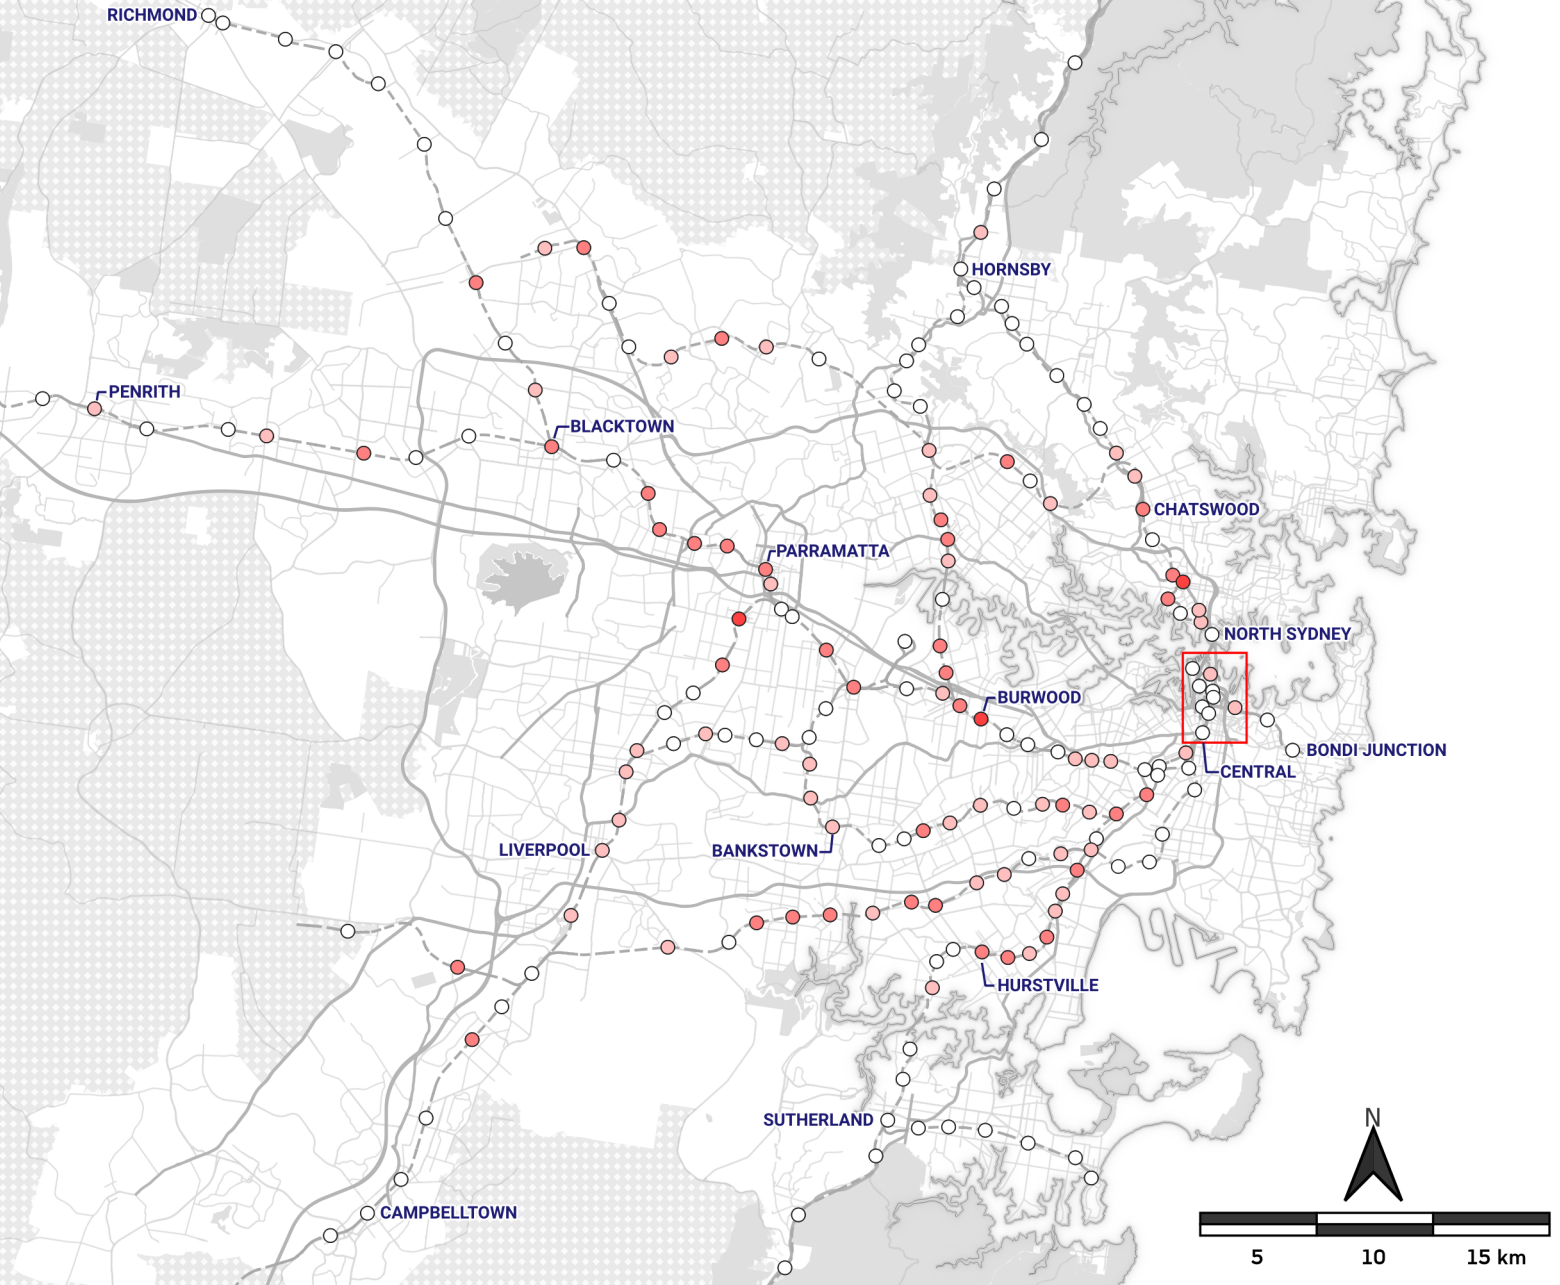 RICHMOND
HORNSBY
PENRITH
BLACKTOWN
CHATSWOOD
PARRAMATTA
NORTH SYDNEY
BURWOOD
BONDI JUNCTION
CENTRAL
LIVERPOOL
BANKSTOWN
HURSTVILLE
SUTHERLAND
N
CAMPBELLTOWN
5 10 15 km